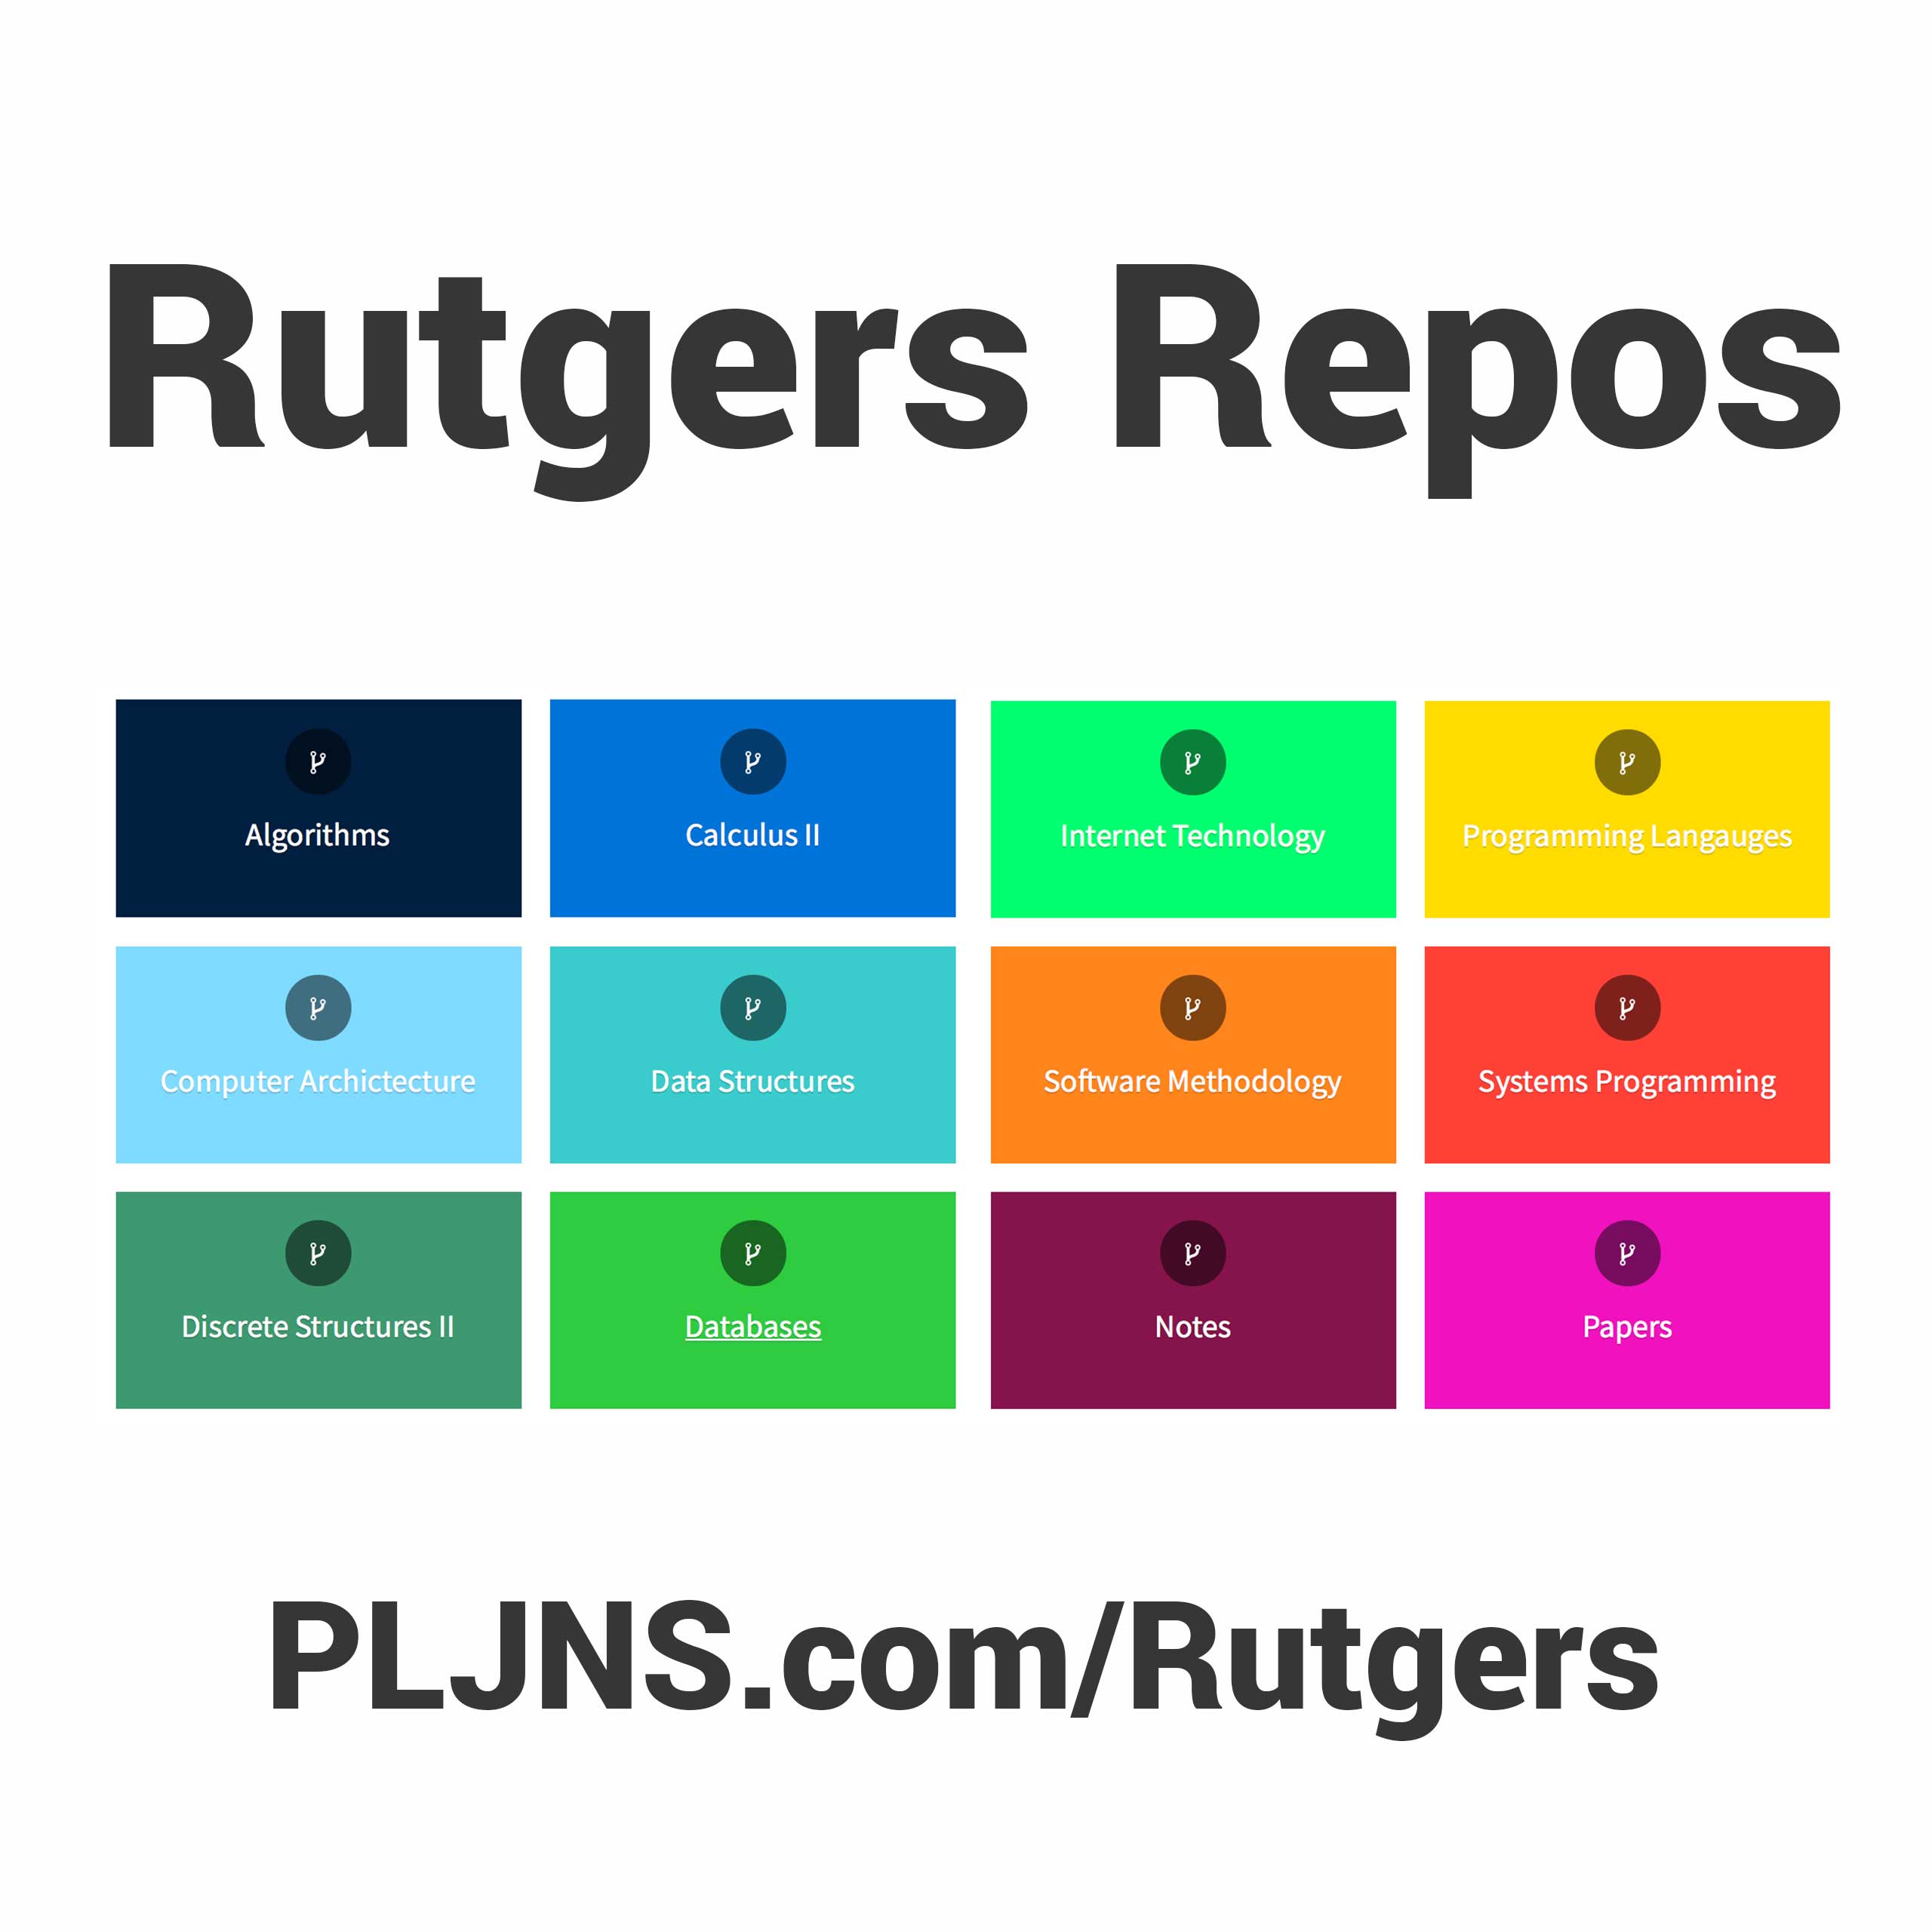 Rutgers Repos
Algorithms
Calculus II
Internet Technology
Programming Langauges
Computer Archictecture
Data Structures
Software Methodology
Systems Programming
Discrete Structures II
Databases
Notes
Papers
PLJNS.com/Rutgers